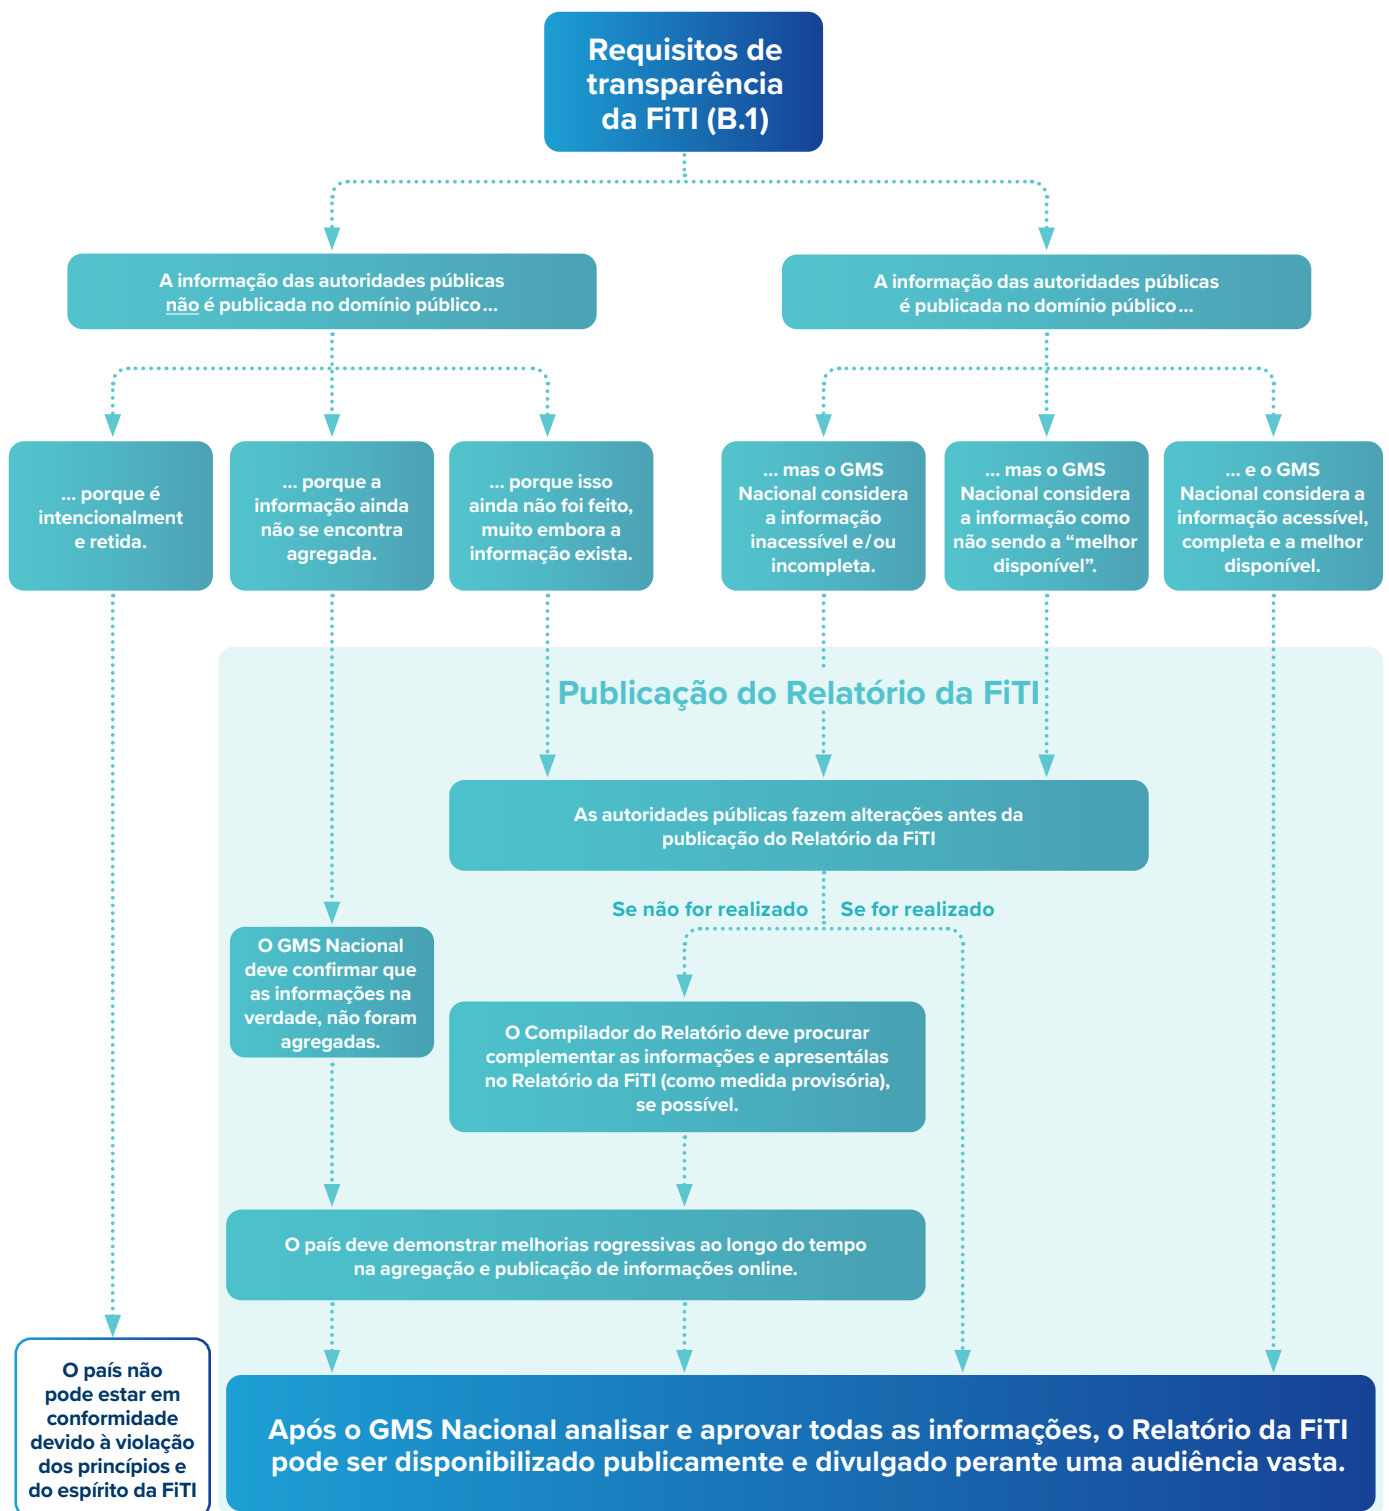 Requisitos de
transparência
da FiTI (B.1)
A informação das autoridades públicas
não é publicada no domínio público...
A informação das autoridades públicas
é publicada no domínio público...
... porque é
intencionalment
e retida.
... porque a
informação ainda
não se encontra
agregada.
... porque isso
ainda não foi feito,
muito embora a
informação exista.
... mas o GMS
Nacional considera
a informação
inacessível e/ou
incompleta.
... mas o GMS
Nacional considera
a informação como
não sendo a “melhor
disponível”.
... e o GMS
Nacional considera a
informação acessível,
completa e a melhor
disponível.
Publicação do Relatório da FiTI
As autoridades públicas fazem alterações antes da
publicação do Relatório da FiTI
Se não for realizado
Se for realizado
O GMS Nacional
deve confirmar que
as informações na
verdade, não foram
agregadas.
O Compilador do Relatório deve procurar
complementar as informações e apresentálas
no Relatório da FiTI (como medida provisória),
se possível.
O país deve demonstrar melhorias rogressivas ao longo do tempo
na agregação e publicação de informações online.
O país não
pode estar em
conformidade
devido à violação
dos princípios e
do espírito da FiTI
Após o GMS Nacional analisar e aprovar todas as informações, o Relatório da FiTI
pode ser disponibilizado publicamente e divulgado perante uma audiência vasta.